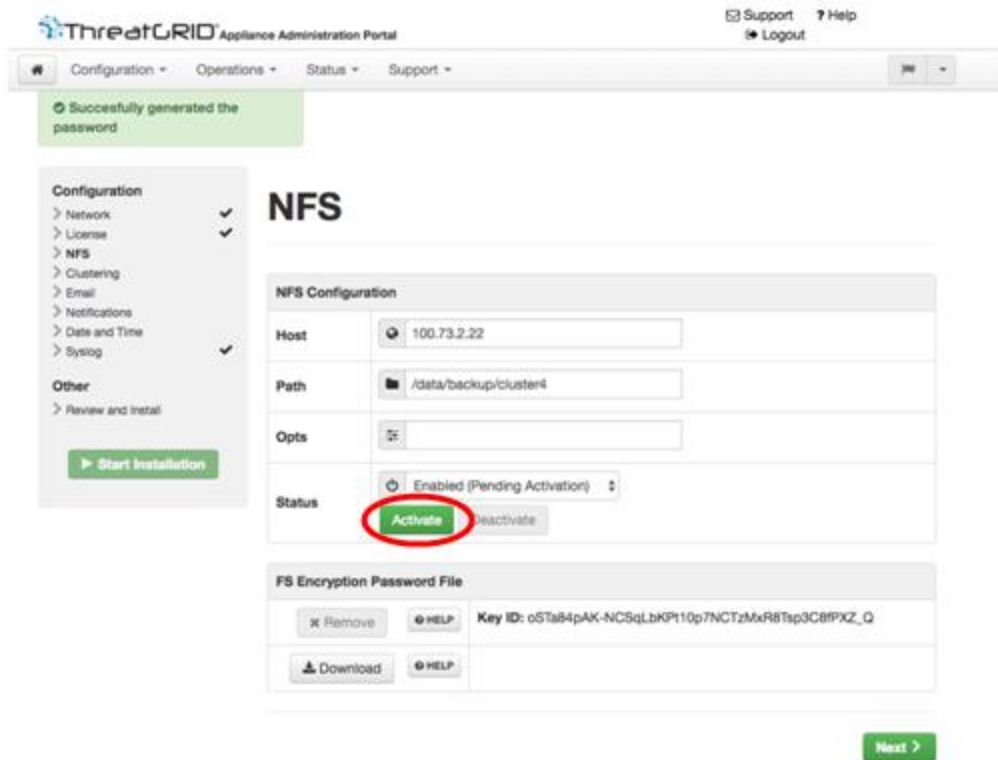 ThreatGRID Appliance Administration Portal
Support ? Help
Logout
Configuration Operations Status Support
Succesfully generated the
password
Configuration
Network
License
NFS
Clustering
Email
Notifications
Date and Time
Syslog
Other
Review and Install
Start Installation
NFS
NFS Configuration
Host 100.73.2.22
Path /data/backup/cluster4
Opts
Status Enabled (Pending Activation)
Activate Deactivate
FS Encryption Password File
Remove HELP Key ID: oSTa84pAK-NCSqLbKPt10p7NCTzMxR8Tsp3C8fPXZ_Q
Download HELP
Next